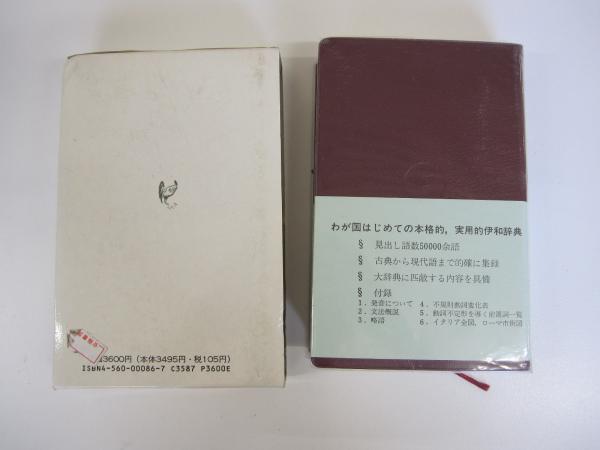 3600円(本体3495円・税105円)
ISBN4-560-00086-7 C3587 P3600E
わが国はじめての本格的,実用的伊和辞典
§ 見出し語数50000余語
§ 古典から現代語まで的確に集録
§ 大辞典に匹敵する内容を具備
§ 付録
1. 発音について 4. 不規則動詞変化表
2. 文法概説 5. 動詞不定形を導く前置詞一覧
3. 略語 6. イタリア全図,ローマ市街図